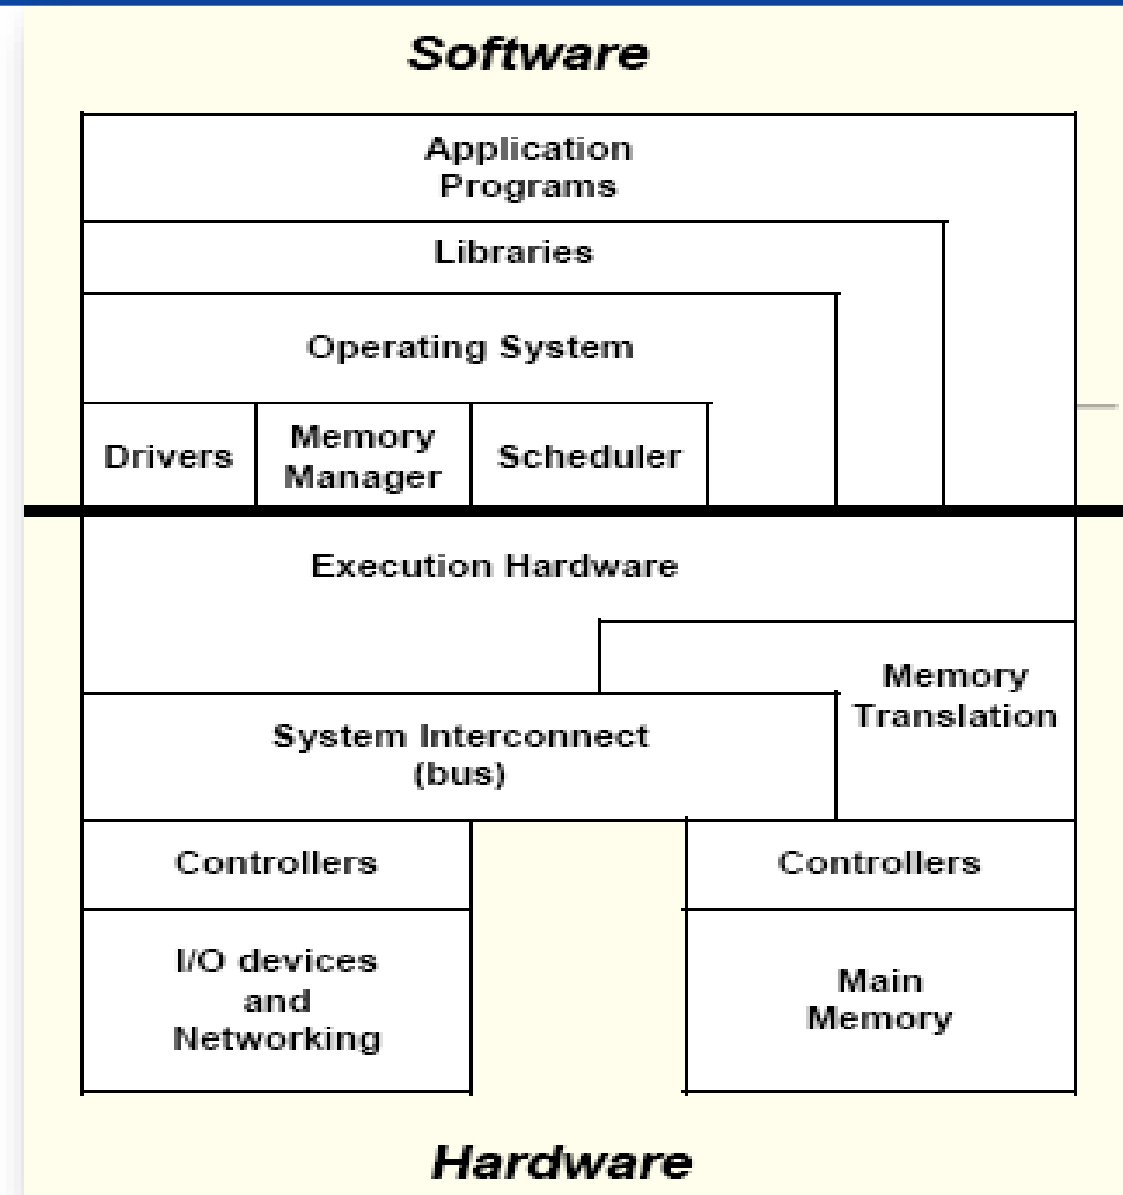 Software
Application
Programs
Libraries
Operating System
Drivers
Memory
Manager
Scheduler
Execution Hardware
Memory
Translation
System Interconnect
(bus)
Controllers
Controllers
I/O devices
and
Networking
Main
Memory
Hardware